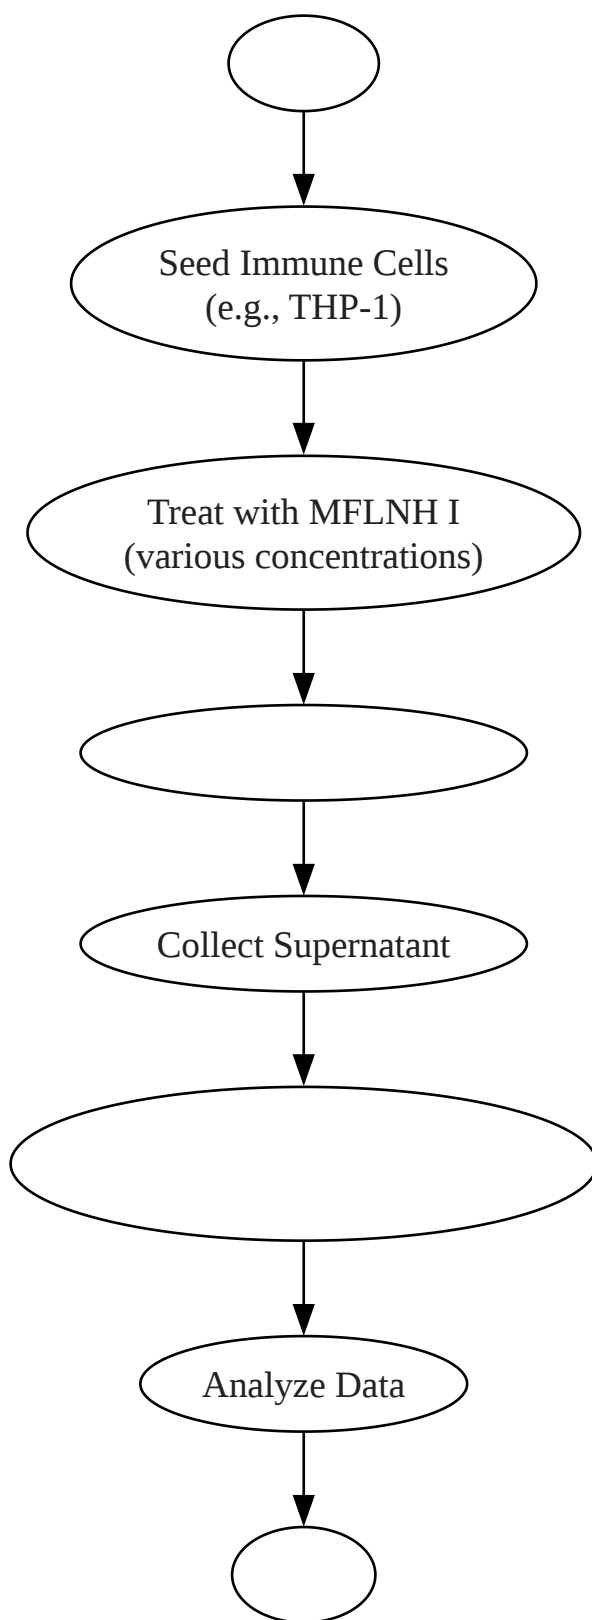 Seed Immune Cells
(e.g., THP-1)
Treat with MFLNH I
(various concentrations)
Collect Supernatant
Analyze Data